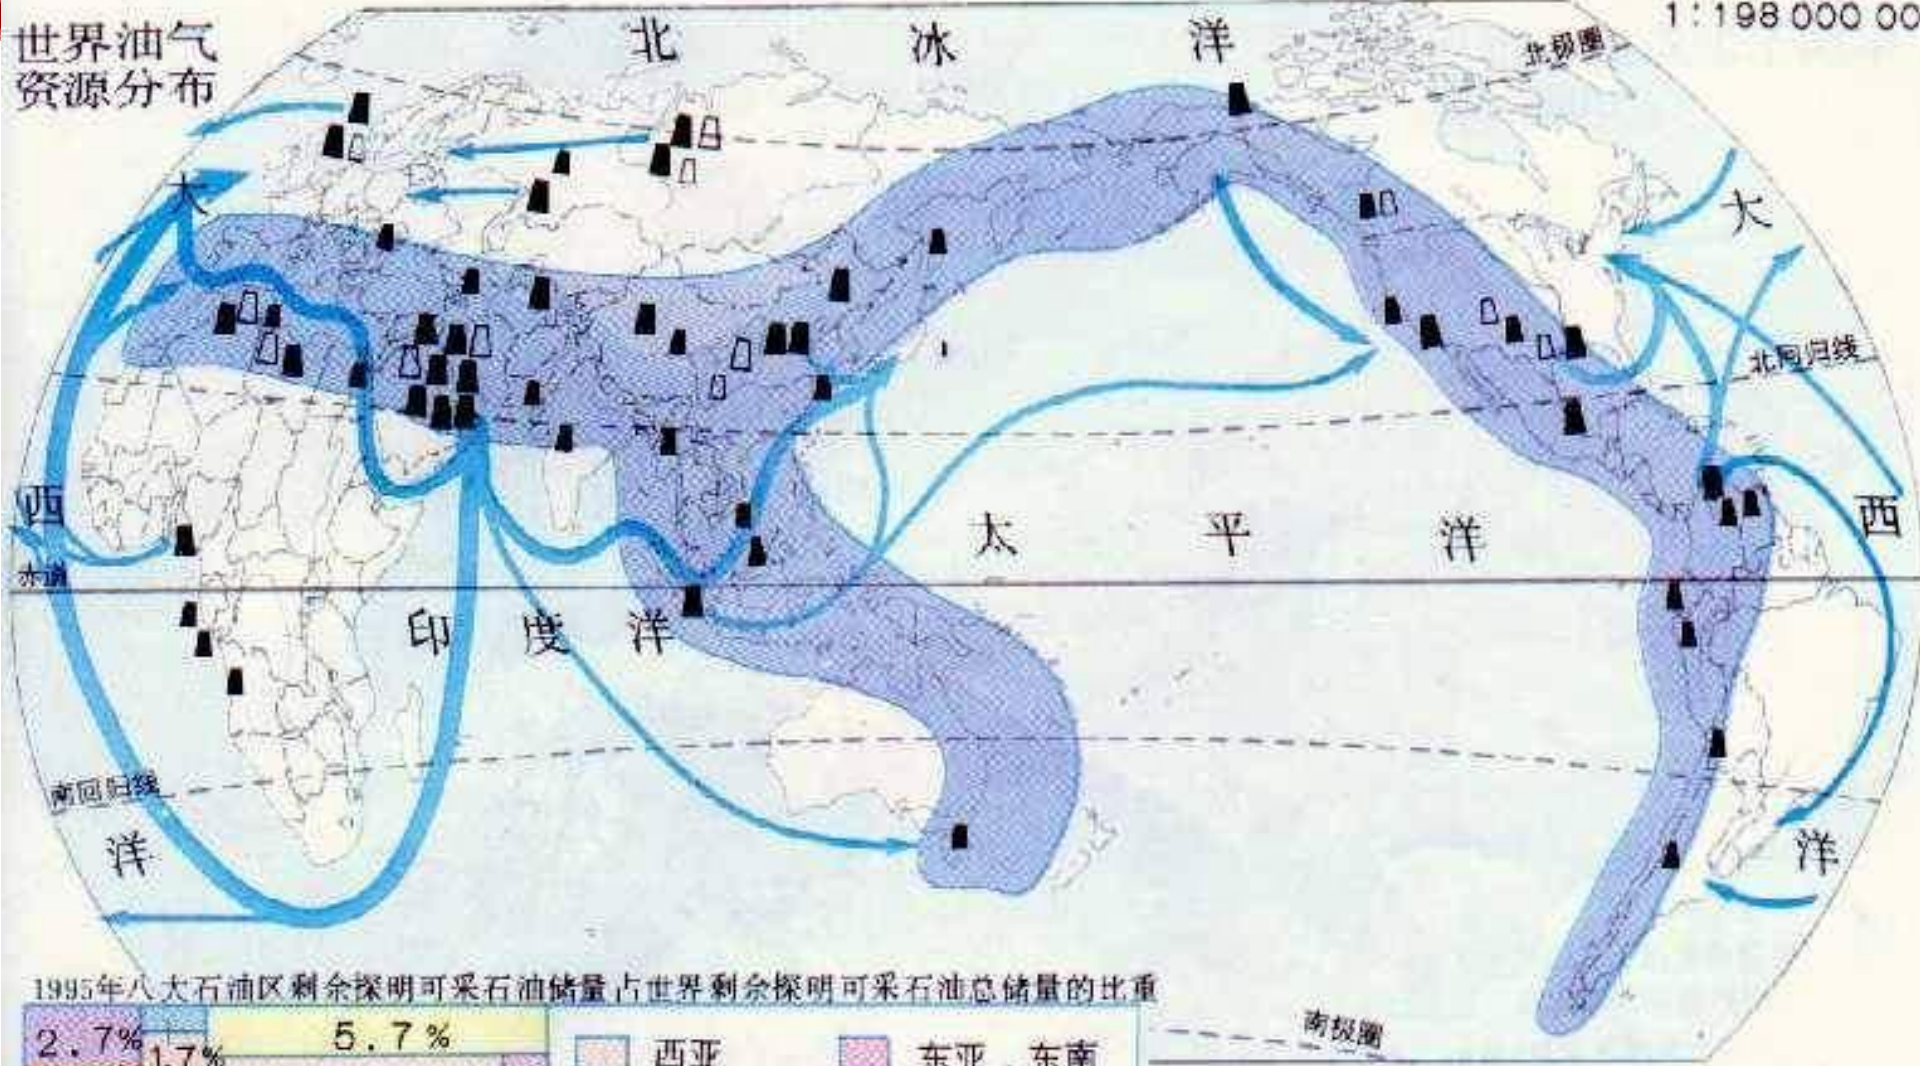 世界油气
资源分布
1:198 000 00
北 冰 洋
北极圈
大
大
北回归线
西
西
太 平 洋
赤道
印 度 洋
南回归线
洋
洋
1995年八大石油区剩余探明可采石油储量占世界剩余探明可采石油总储量的比重
南极圈
2.7%
1.7%
5.7%
西亚
东亚、东南